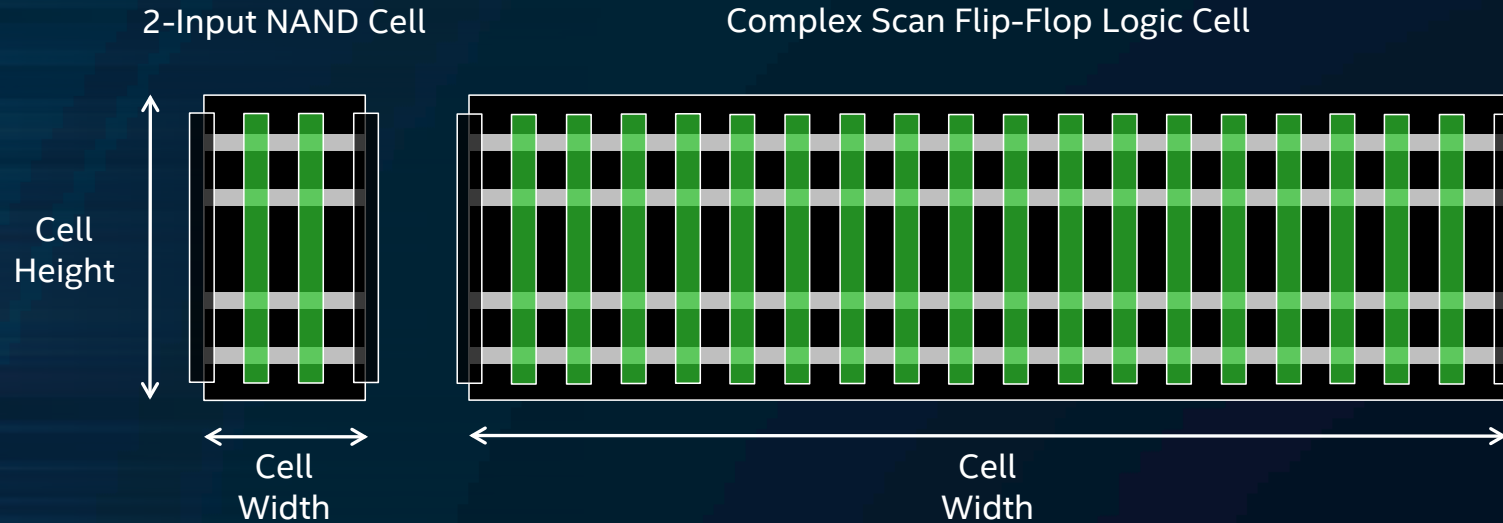 2-Input NAND Cell
Complex Scan Flip-Flop Logic Cell
Cell
Height
Cell
Width
Cell
Width